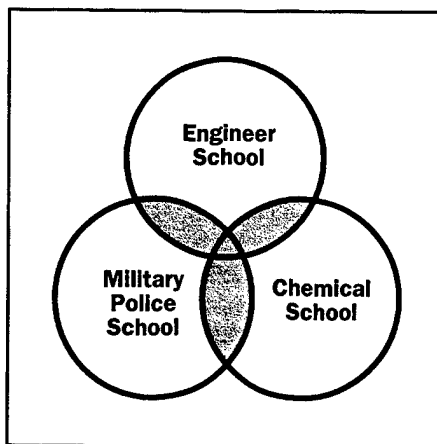 Engineer
School
Military
Police
School
Chemical
School